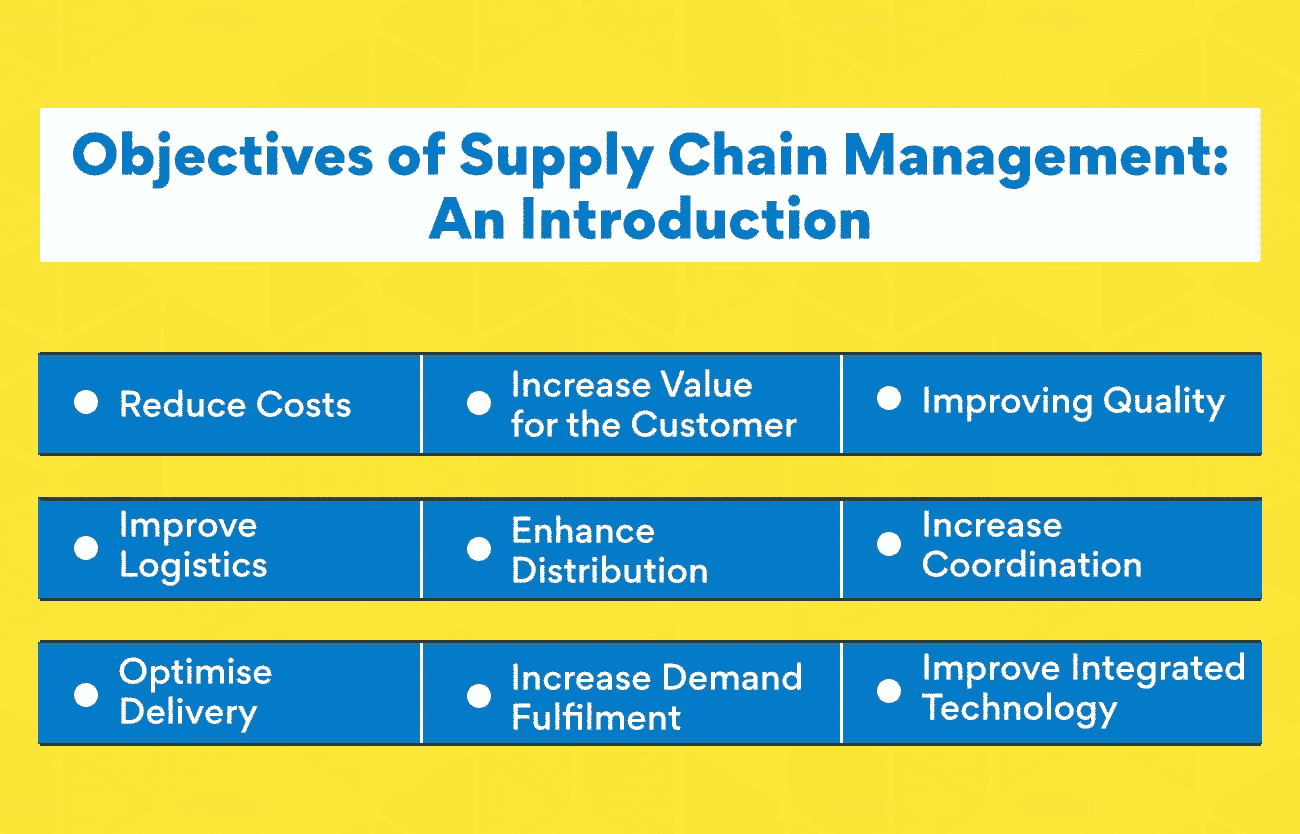 Objectives of Supply Chain Management:
An Introduction
Reduce Costs
Increase Value
for the Customer
Improving Quality
Improve
Logistics
Enhance
Distribution
Increase
Coordination
Optimise
Delivery
Increase Demand
Fulfilment
Improve Integrated
Technology